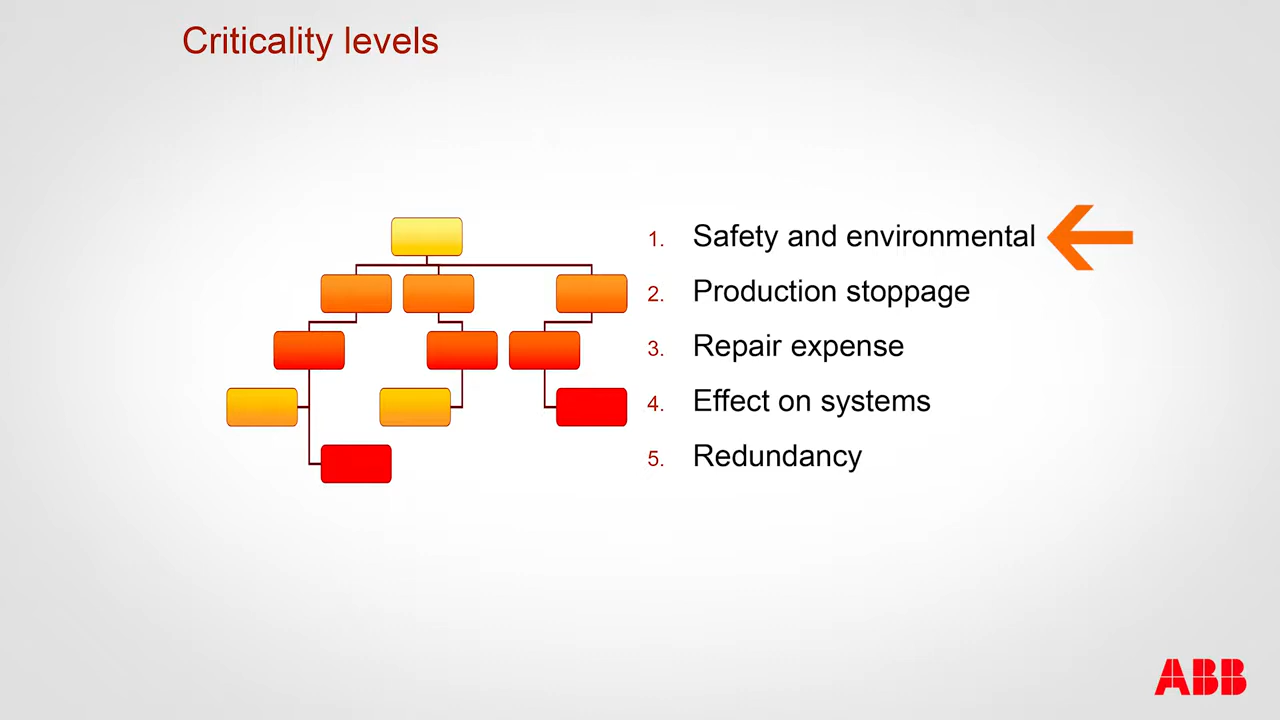 Criticality levels
1. Safety and environmental
2. Production stoppage
3. Repair expense
4. Effect on systems
5. Redundancy
ABB